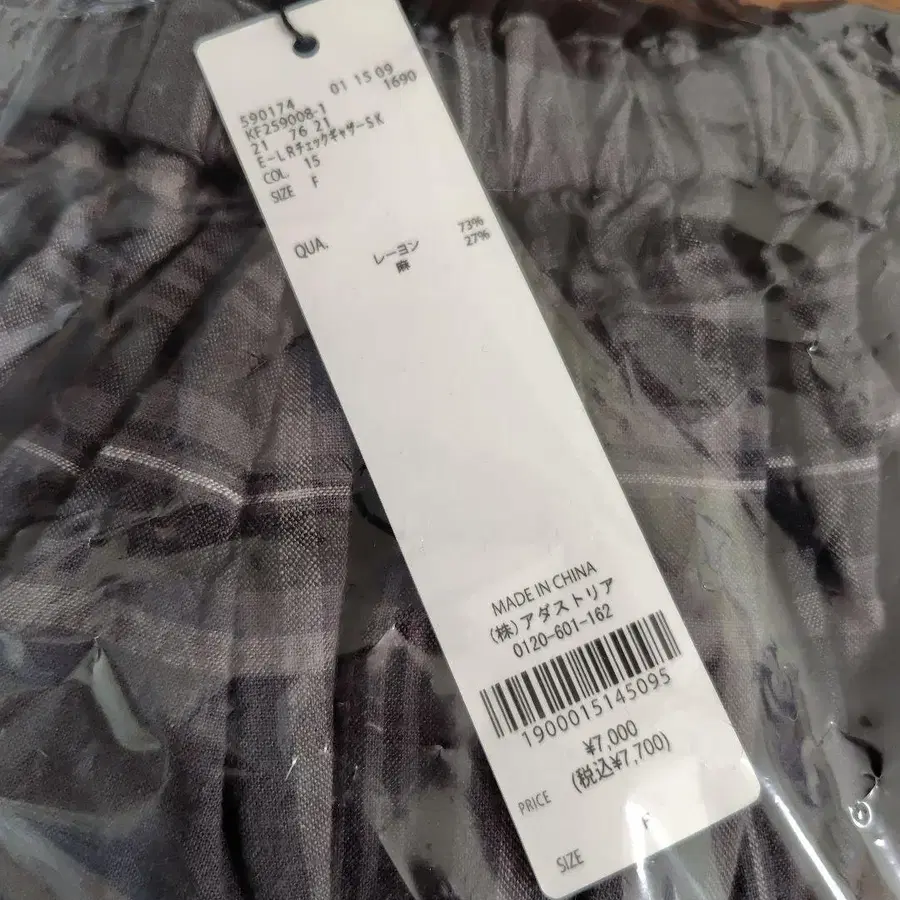 590174 01 15 09
KF259008-1 1690
21 76 21
E-LRチェックギャザーSK
COL. 15
SIZE F
QUA. レーヨン 73%
麻 27%
MADE IN CHINA
(株)アダストリア
0120-601-162
1900015145095
¥7,000
PRICE (税込¥7,700)
SIZE F